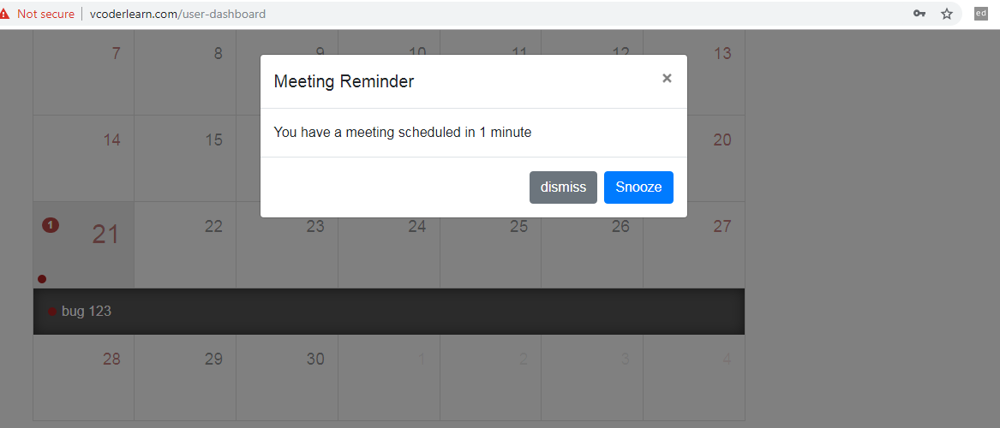 Not secure | vcoderlearn.com/user-dashboard
ed
7 8 9 10 11 12 13
Meeting Reminder ×
You have a meeting scheduled in 1 minute
14 15 20
dismiss Snooze
1 21 22 23 24 25 26 27
bug 123
28 29 30 1 2 3 4